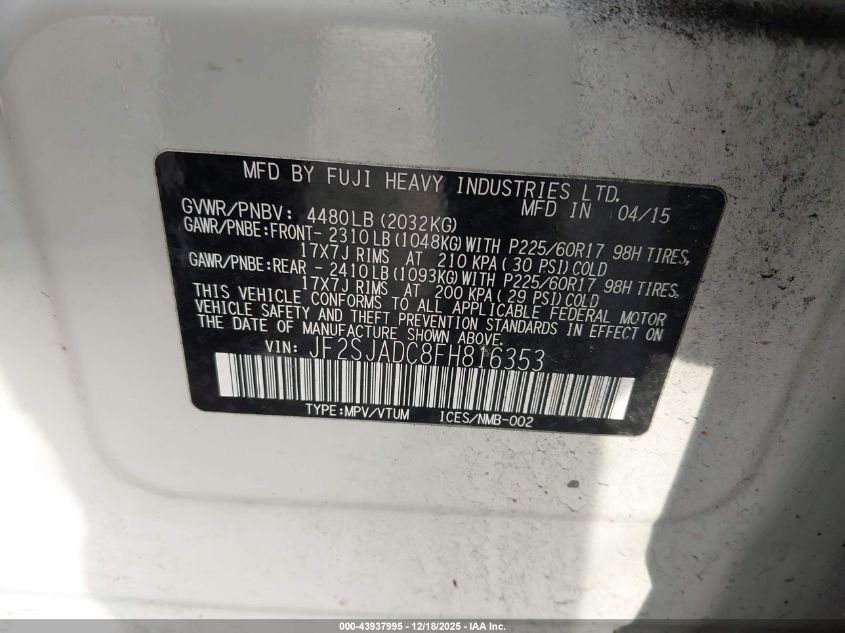 MFD BY FUJI HEAVY INDUSTRIES LTD.
MFD IN 04/15
GVWR/PNBV: 4480LB (2032KG)
GAWR/PNBE:FRONT- 2310LB (1048KG) WITH P225/60R17 98H TIRES,
17X7J RIMS AT 210 KPA ( 30 PSI) COLD
GAWR/PNBE:REAR - 2410LB (1093KG) WITH P225/60R17 98H TIRES,
17X7J RIMS AT 200 KPA ( 29 PSI) COLD
THIS VEHICLE CONFORMS TO ALL APPLICABLE FEDERAL MOTOR
VEHICLE SAFETY AND THEFT PREVENTION STANDARDS IN EFFECT ON
THE DATE OF MANUFACTURE SHOWN ABOVE.
VIN: JF2SJADC8FH816353
TYPE:MPV/VTUM ICES/NMB-002
000-43937995 - 12/18/2025 - IAA Inc.